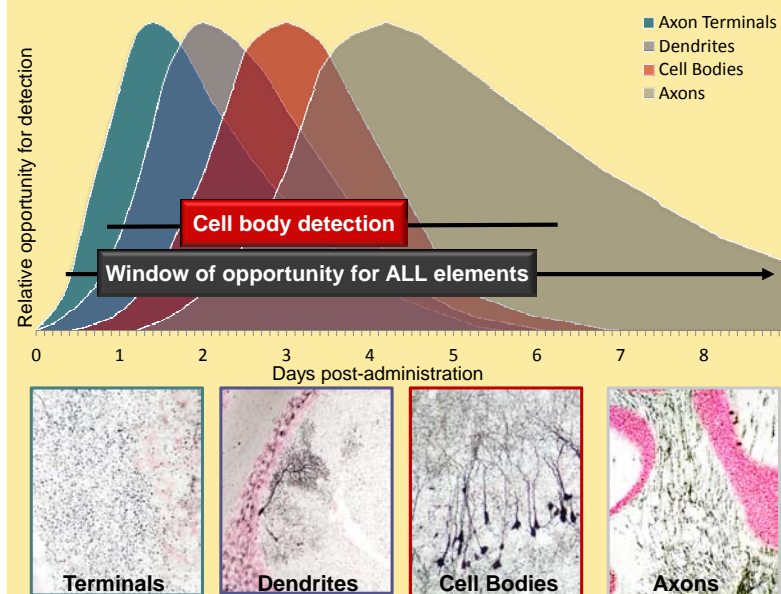 Relative opportunity for detection
Axon Terminals
Dendrites
Cell Bodies
Axons
Cell body detection
Window of opportunity for ALL elements
0 1 2 3 4 5 6 7 8
Days post-administration
Terminals
Dendrites
Cell Bodies
Axons